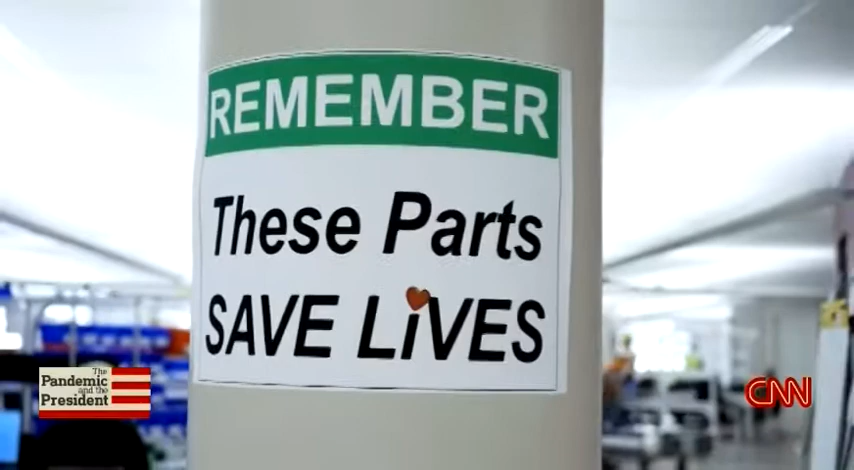 REMEMBER
These Parts
SAVE LiVES
The
Pandemic
and the
President
CNN